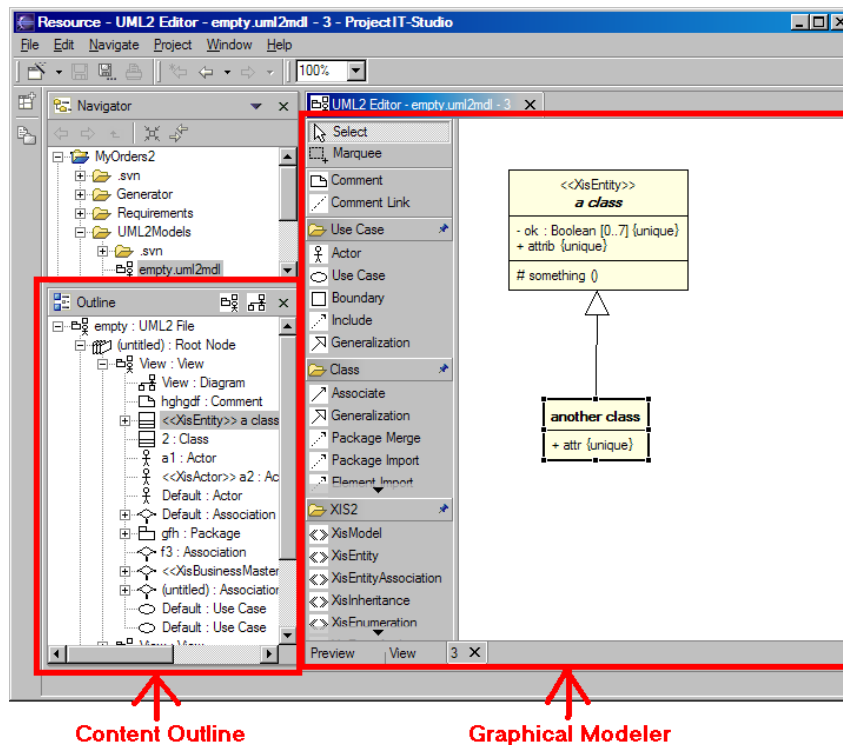 Resource - UML2 Editor - empty.uml2mdl - 3 - ProjectIT-Studio
File Edit Navigate Project Window Help
100%
Navigator
MyOrders2
.svn
Generator
Requirements
UML2Models
.svn
empty.uml2mdl
Outline
empty : UML2 File
(untitled) : Root Node
View : View
View : Diagram
hghgdf : Comment
<<XisEntity>> a class
2 : Class
a1 : Actor
<<XisActor>> a2 : Ac
Default : Actor
Default : Association
gfh : Package
f3 : Association
<<XisBusinessMaster
(untitled) : Association
Default : Use Case
Default : Use Case
View : View
UML2 Editor - empty.uml2mdl - 3
Select
Marquee
Comment
Comment Link
Use Case
Actor
Use Case
Boundary
Include
Generalization
Class
Associate
Generalization
Package Merge
Package Import
Element Import
XIS2
XisModel
XisEntity
XisEntityAssociation
XisInheritance
XisEnumeration
<<XisEntity>>
a class
- ok : Boolean [0..7] {unique}
+ attrib {unique}
# something ()
another class
+ attr {unique}
Preview View 3
Content Outline
Graphical Modeler